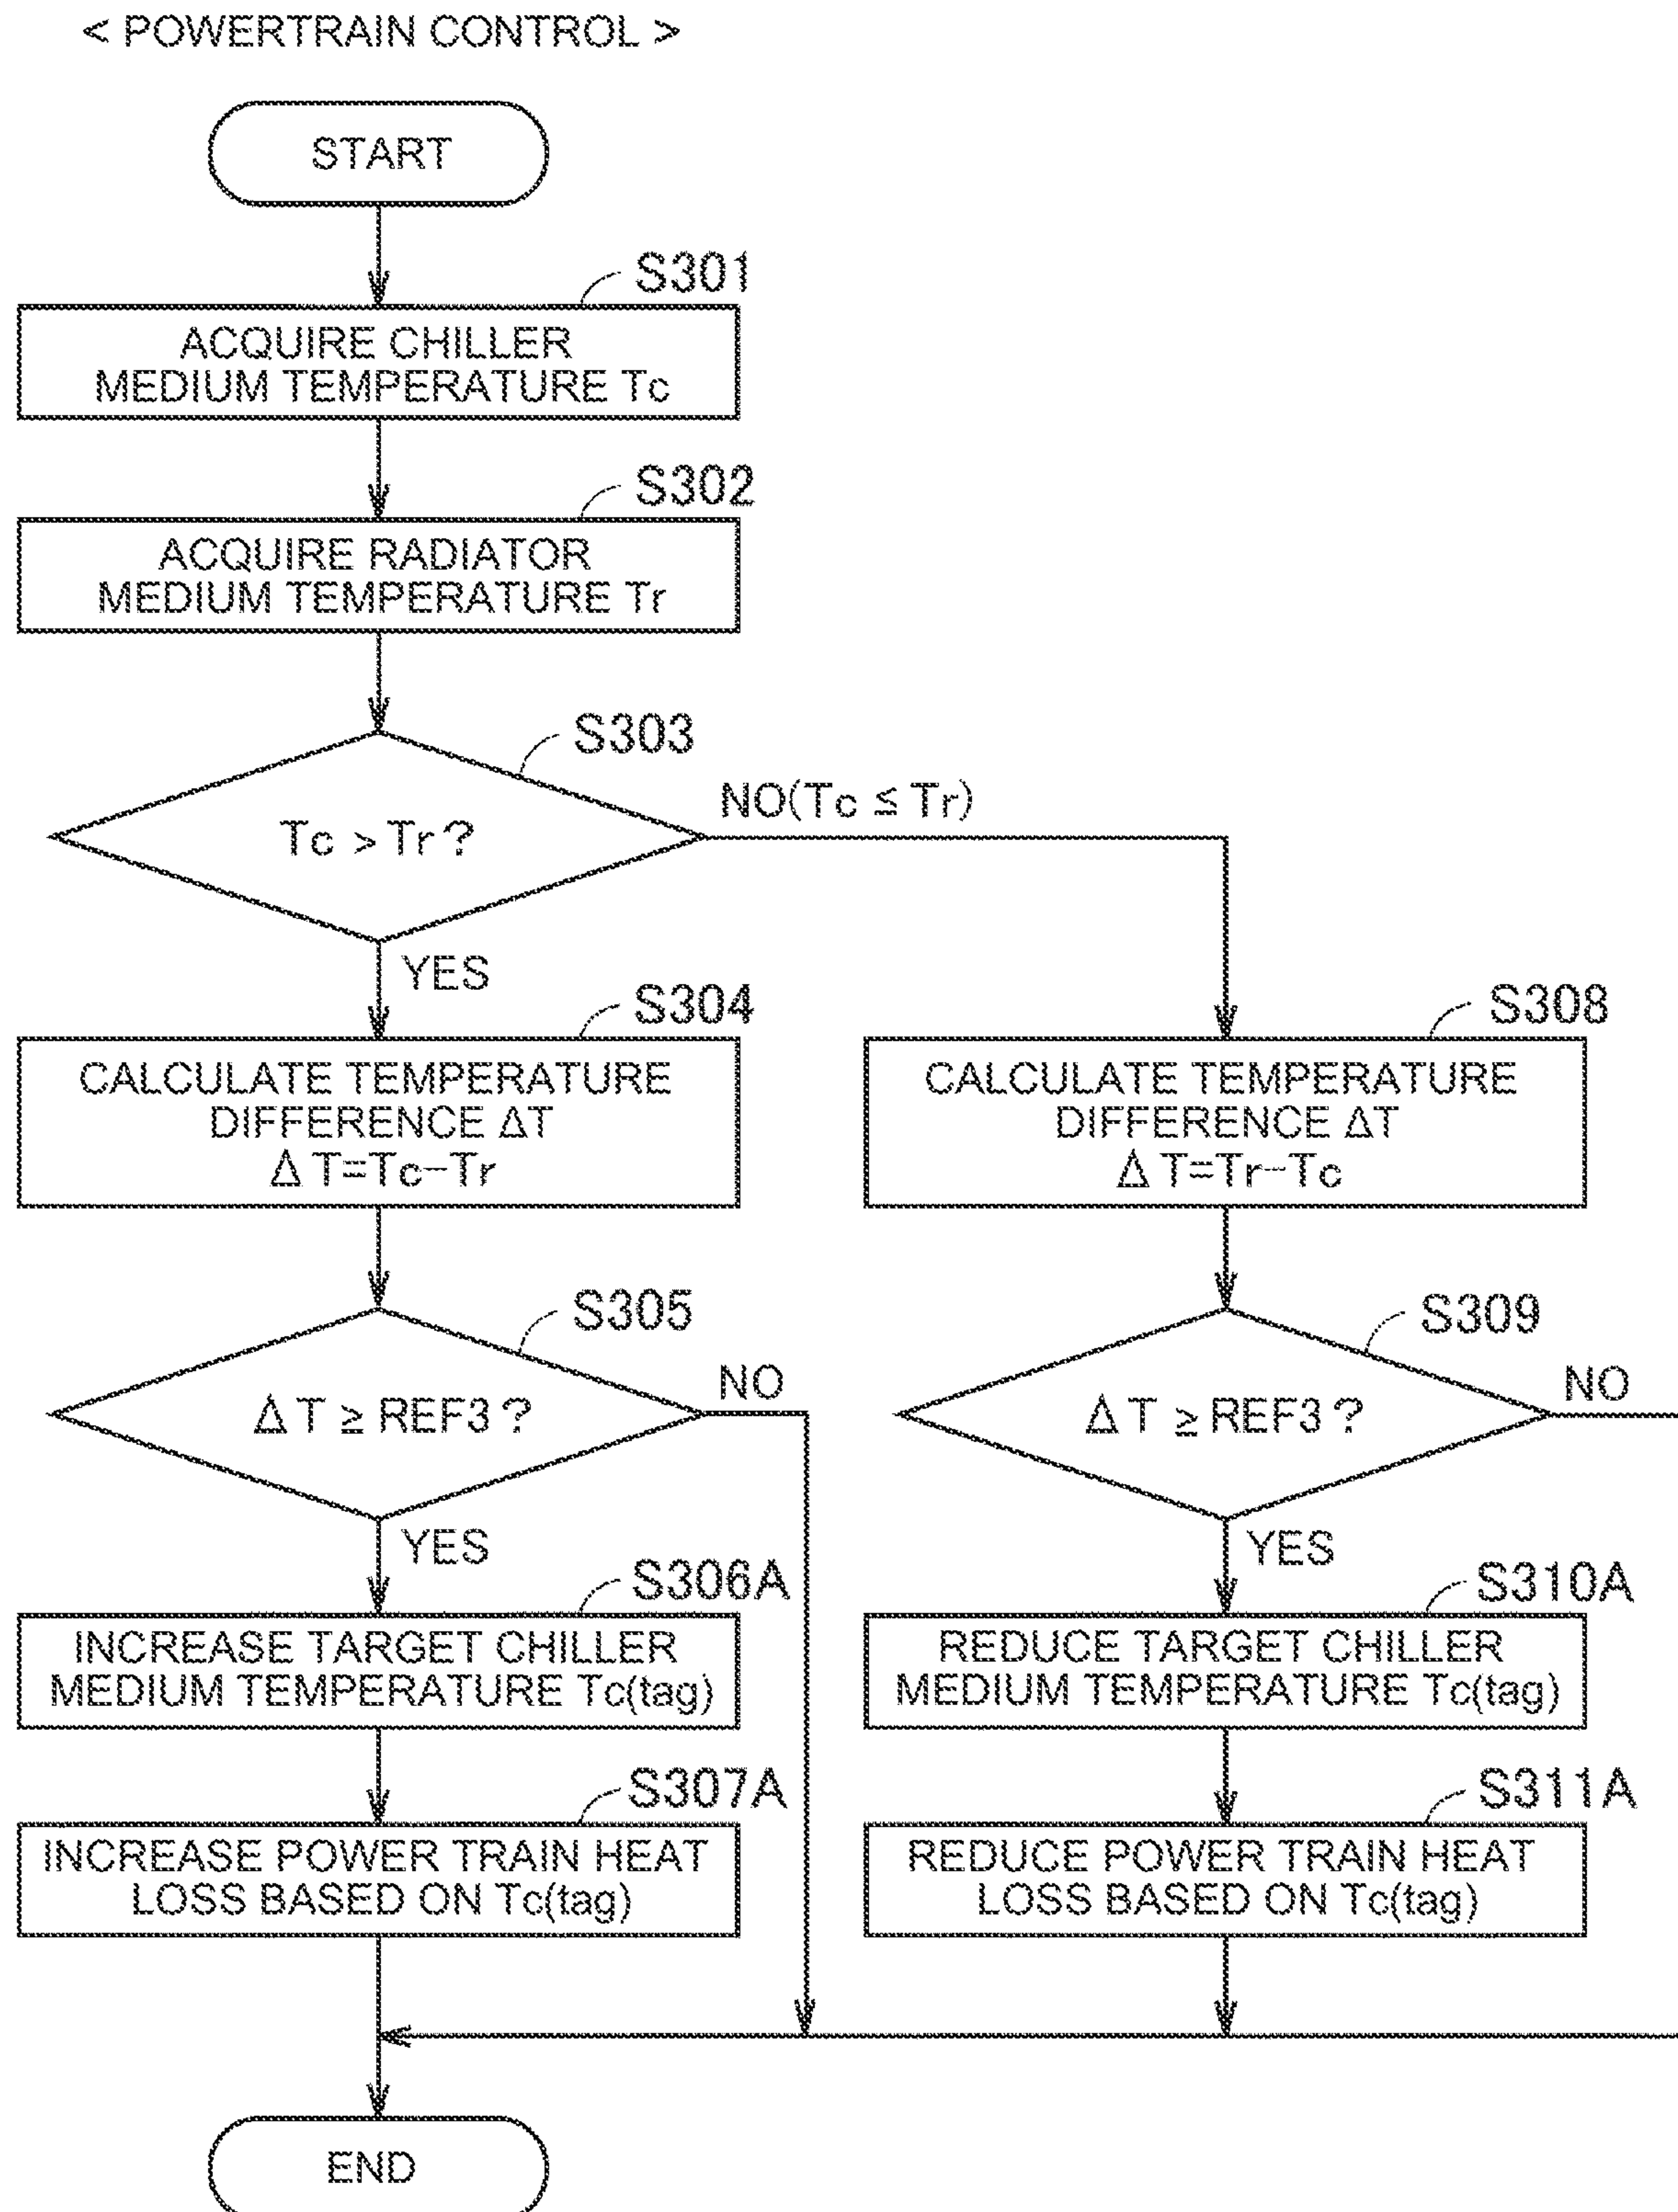 < POWERTRAIN CONTROL >
START
S301
ACQUIRE CHILLER
MEDIUM TEMPERATURE Tc
S302
ACQUIRE RADIATOR
MEDIUM TEMPERATURE Tr
S303
Tc > Tr ?
NO(Tc ≦ Tr)
YES
S304
CALCULATE TEMPERATURE
DIFFERENCE ΔT
Δ T=Tc−Tr
S305
Δ T ≧ REF3 ?
NO
YES
S306A
INCREASE TARGET CHILLER
MEDIUM TEMPERATURE Tc(tag)
S307A
INCREASE POWER TRAIN HEAT
LOSS BASED ON Tc(tag)
S308
CALCULATE TEMPERATURE
DIFFERENCE ΔT
Δ T=Tr−Tc
S309
Δ T ≧ REF3 ?
NO
YES
S310A
REDUCE TARGET CHILLER
MEDIUM TEMPERATURE Tc(tag)
S311A
REDUCE POWER TRAIN HEAT
LOSS BASED ON Tc(tag)
END